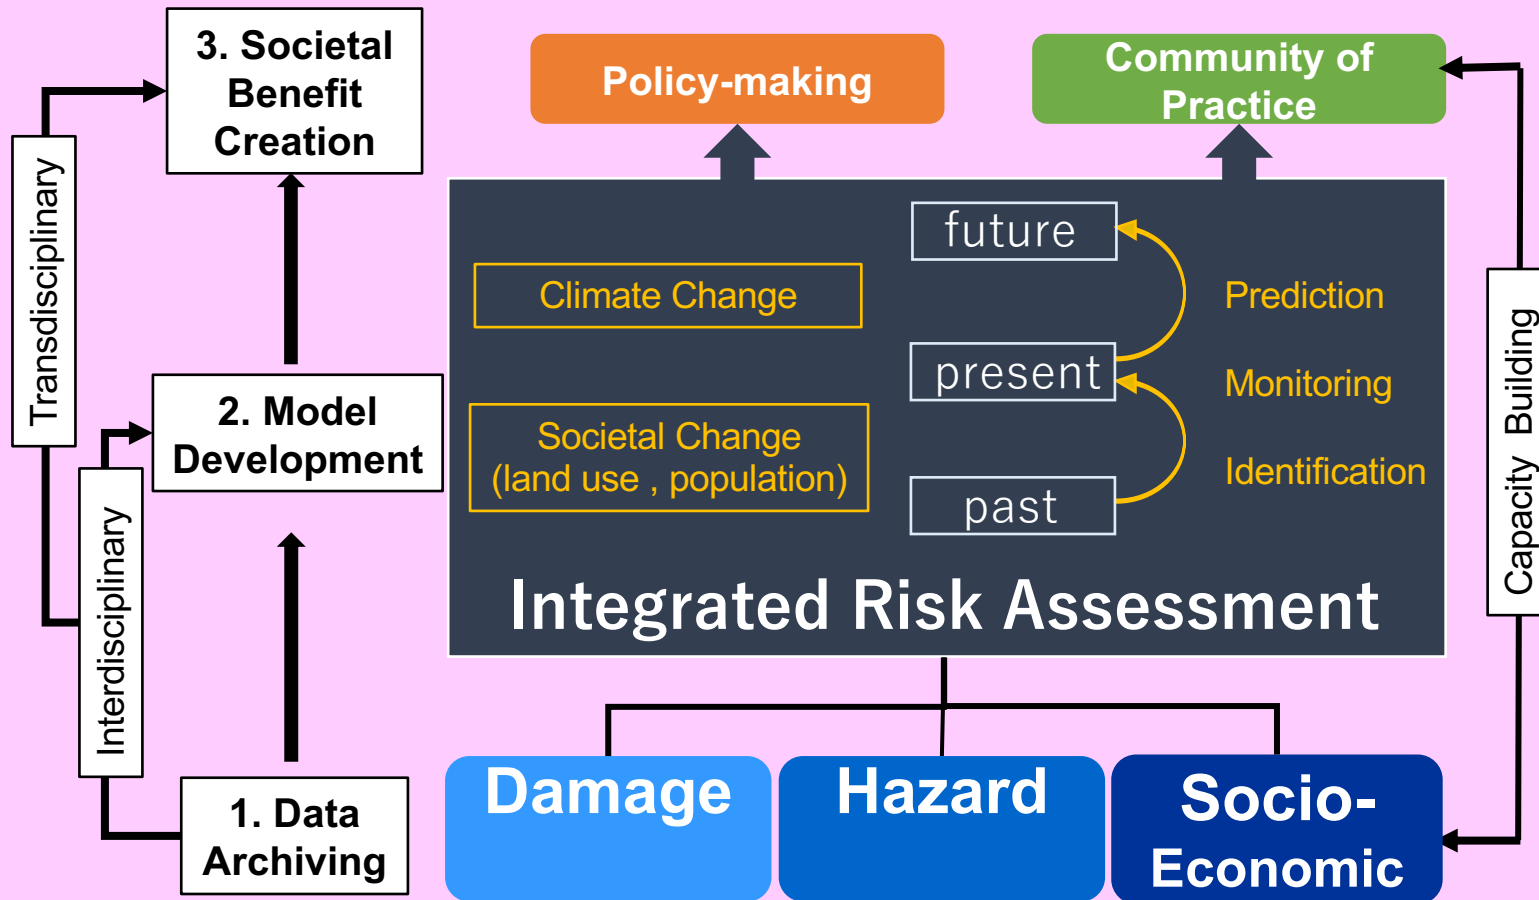 3. Societal
Benefit
Creation
Policy-making
Community of
Practice
Transdisciplinary
future
Climate Change
Prediction
2. Model
Development
present
Monitoring
Societal Change
(land use , population)
Identification
past
Capacity Building
Interdisciplinary
Integrated Risk Assessment
1. Data
Archiving
Damage
Hazard
Socio-
Economic